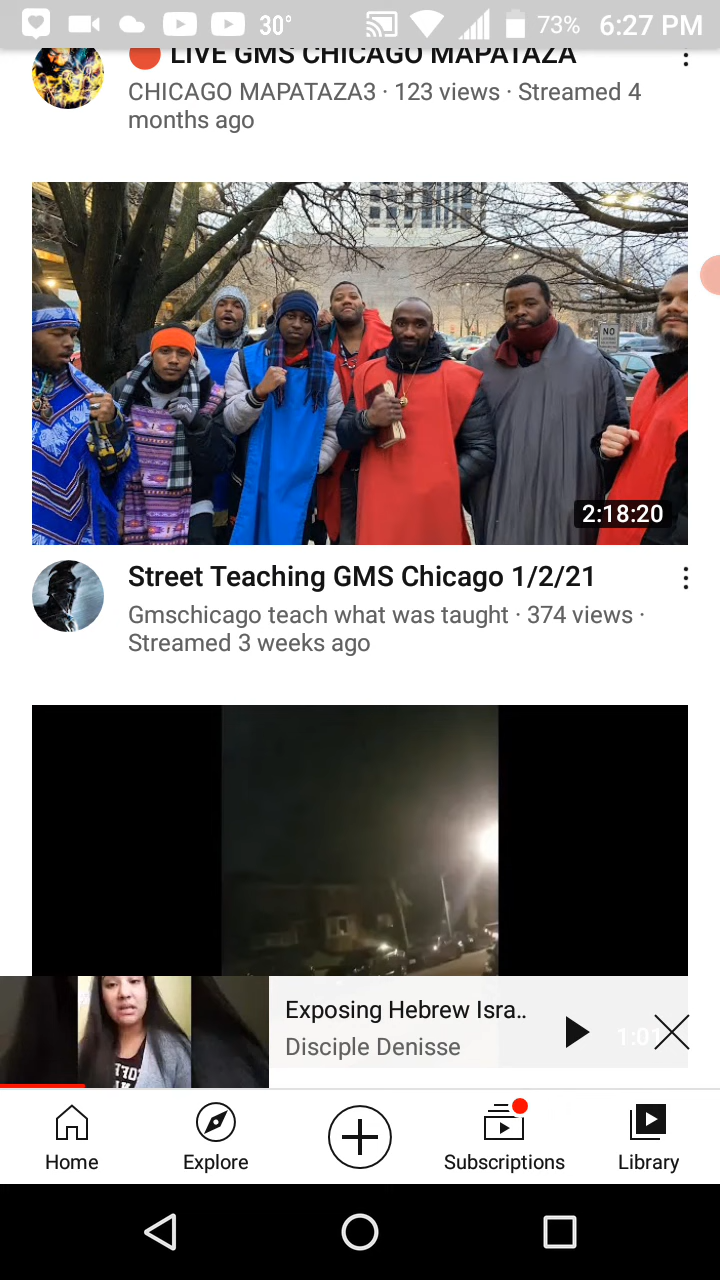 30° 73% 6:27 PM
LIVE GMS CHICAGO MAPATAZA
CHICAGO MAPATAZA3 · 123 views · Streamed 4
months ago
NO
2:18:20
Street Teaching GMS Chicago 1/2/21
Gmschicago teach what was taught · 374 views ·
Streamed 3 weeks ago
Exposing Hebrew Isra..
Disciple Denisse
Home
Explore
Subscriptions
Library